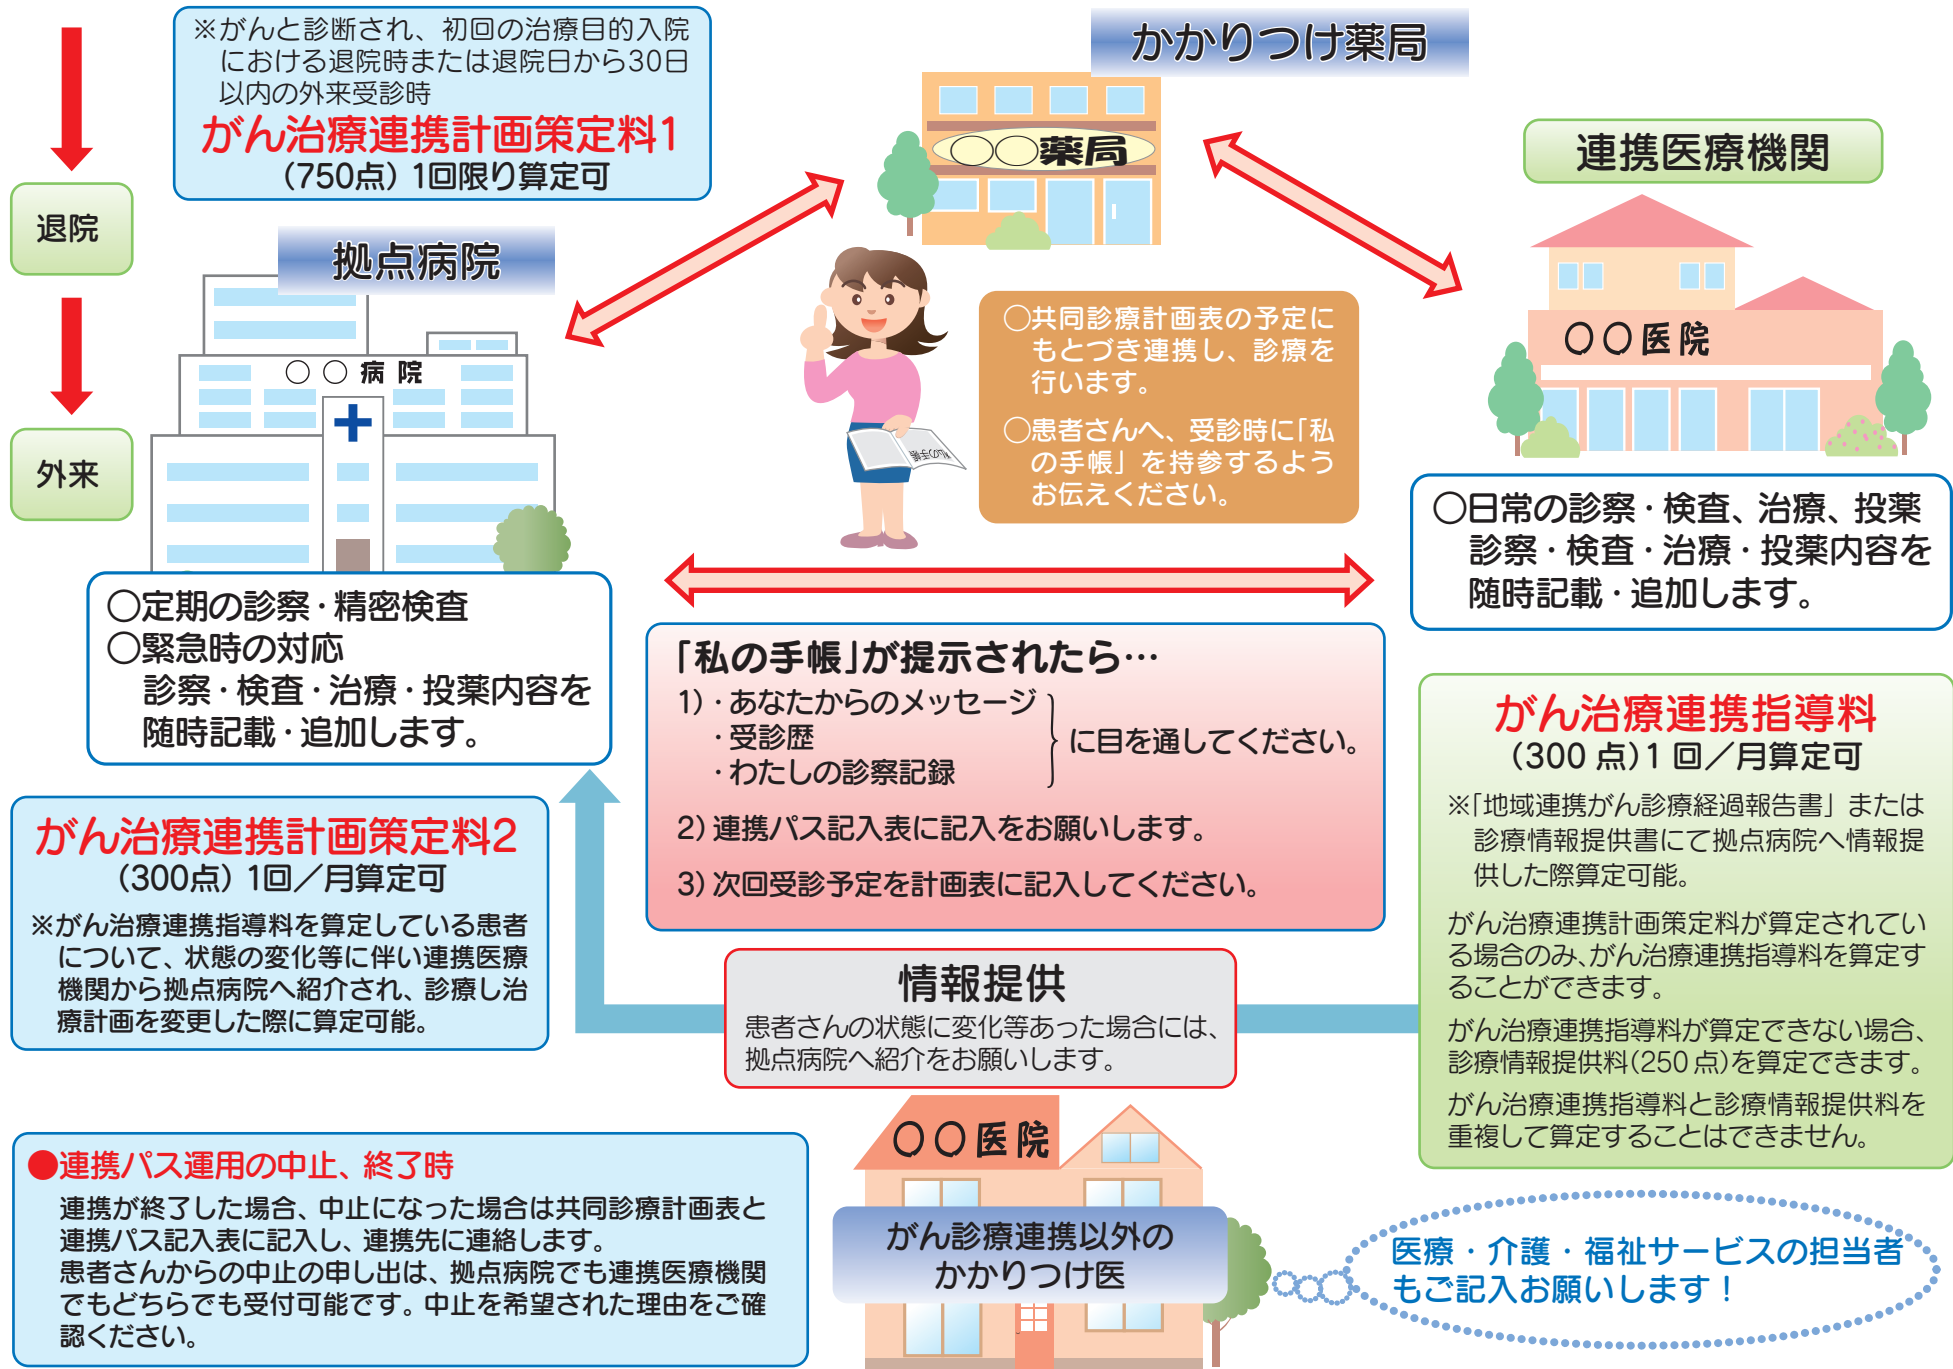 ※がんと診断され、初回の治療目的入院
における退院時または退院日から30日
以内の外来受診時
がん治療連携計画策定料1
(750点) 1回限り算定可
かかりつけ薬局
〇〇薬局
連携医療機関
退院
拠点病院
〇〇病院
〇共同診療計画表の予定に
もとづき連携し、診療を
行います。
〇患者さんへ、受診時に「私
の手帳」を持参するよう
お伝えください。
私の手帳
〇〇医院
外来
〇日常の診察・検査、治療、投薬
診察・検査・治療・投薬内容を
随時記載・追加します。
〇定期の診察・精密検査
〇緊急時の対応
診察・検査・治療・投薬内容を
随時記載・追加します。
「私の手帳」が提示されたら…
1)・あなたからのメッセージ
・受診歴
・わたしの診察記録
に目を通してください。
2) 連携パス記入表に記入をお願いします。
3) 次回受診予定を計画表に記入してください。
がん治療連携指導料
(300 点) 1 回／月算定可
※「地域連携がん診療経過報告書」または
診療情報提供書にて拠点病院へ情報提
供した際算定可能。
がん治療連携計画策定料が算定されてい
る場合のみ、がん治療連携指導料を算定す
ることができます。
がん治療連携指導料が算定できない場合、
診療情報提供料(250 点)を算定できます。
がん治療連携指導料と診療情報提供料を
重複して算定することはできません。
がん治療連携計画策定料2
(300点) 1回／月算定可
※がん治療連携指導料を算定している患者
について、状態の変化等に伴い連携医療
機関から拠点病院へ紹介され、診療し治
療計画を変更した際に算定可能。
情報提供
患者さんの状態に変化等あった場合には、
拠点病院へ紹介をお願いします。
●連携パス運用の中止、終了時
連携が終了した場合、中止になった場合は共同診療計画表と
連携パス記入表に記入し、連携先に連絡します。
患者さんからの中止の申し出は、拠点病院でも連携医療機関
でもどちらでも受付可能です。中止を希望された理由をご確
認ください。
〇〇医院
がん診療連携以外の
かかりつけ医
医療・介護・福祉サービスの担当者
もご記入お願いします！